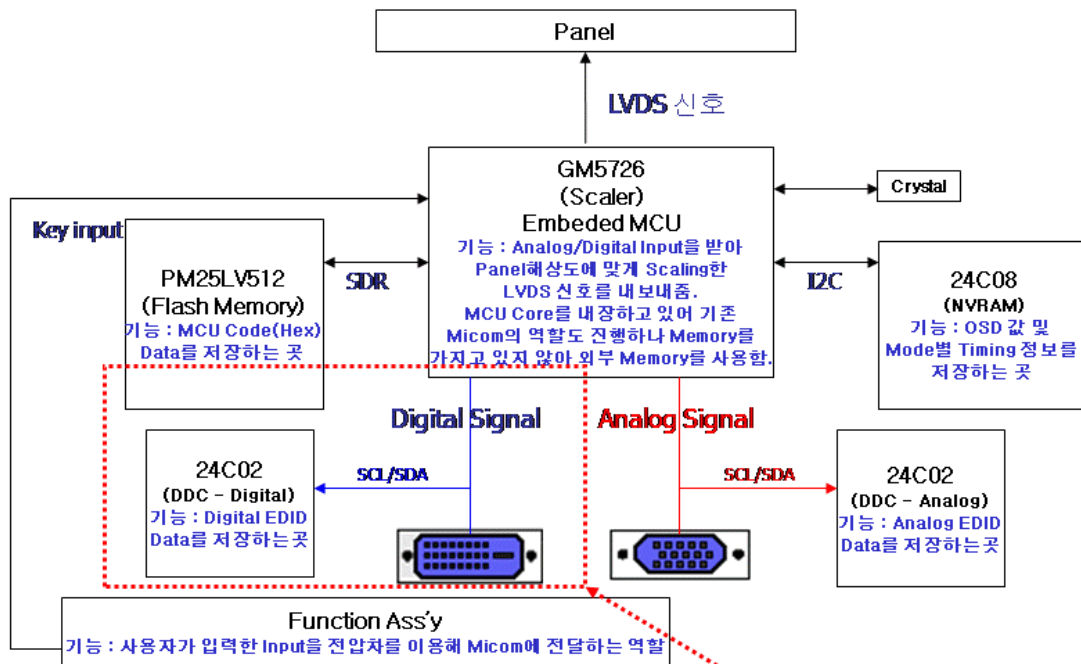 Panel
LVDS 신호
GM5726
(Scaler)
Embeded MCU
기능 : Analog/Digital Input을 받아
Panel해상도에 맞게 Scaling한
LVDS 신호를 내보내줌.
MCU Core를 내장하고 있어 기존
Micom의 역할도 진행하나 Memory를
가지고 있지 않아 외부 Memory를 사용함.
Crystal
Key input
PM25LV512
(Flash Memory)
기능 : MCU Code(Hex)
Data를 저장하는 곳
SDR
I2C
24C08
(NVRAM)
기능 : OSD 값 및
Mode별 Timing 정보를
저장하는 곳
Digital Signal
Analog Signal
24C02
(DDC - Digital)
기능 : Digital EDID
Data를 저장하는곳
SCL/SDA
SCL/SDA
24C02
(DDC - Analog)
기능 : Analog EDID
Data를 저장하는곳
Function Ass'y
기능 : 사용자가 입력한 Input을 전압차를 이용해 Micom에 전달하는 역할